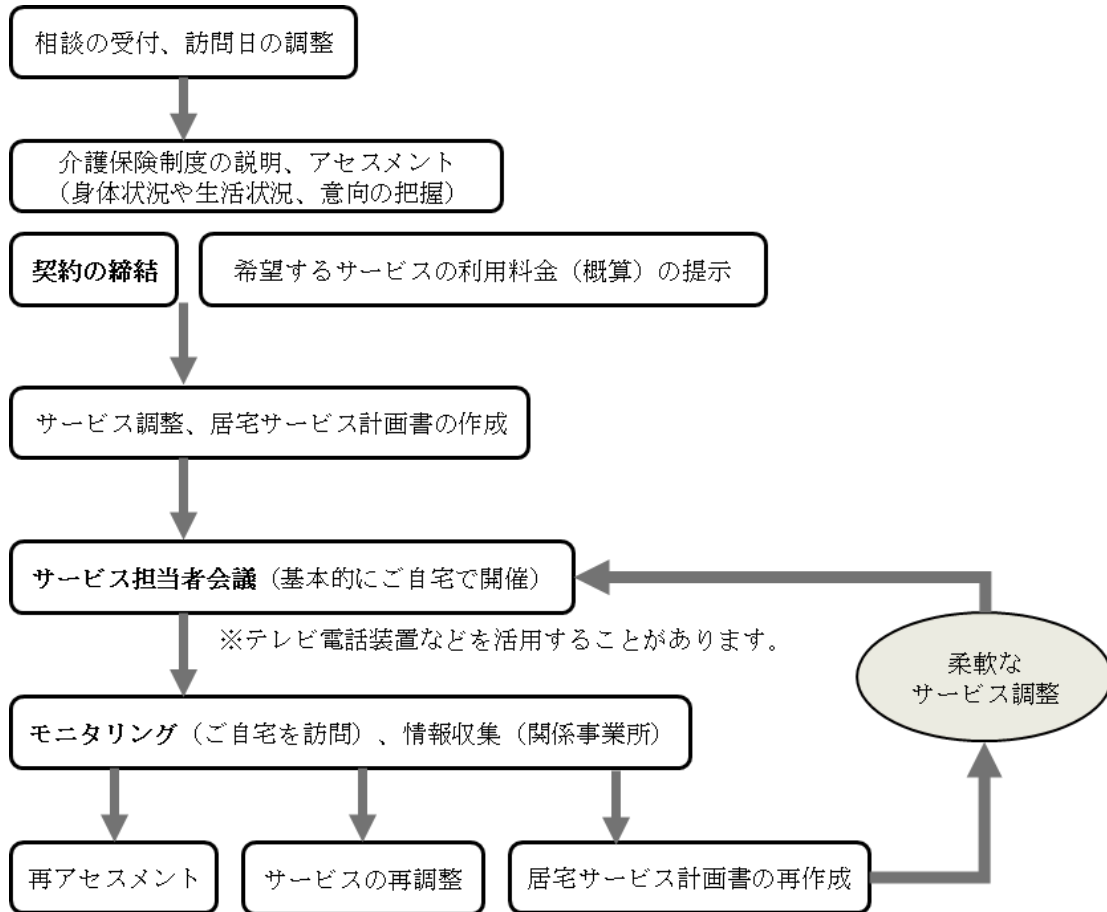 相談の受付、訪問日の調整
介護保険制度の説明、アセスメント
（身体状況や生活状況、意向の把握）
契約の締結
希望するサービスの利用料金（概算）の提示
サービス調整、居宅サービス計画書の作成
サービス担当者会議（基本的にご自宅で開催）
※テレビ電話装置などを活用することがあります。
柔軟な
サービス調整
モニタリング（ご自宅を訪問）、情報収集（関係事業所）
再アセスメント
サービスの再調整
居宅サービス計画書の再作成